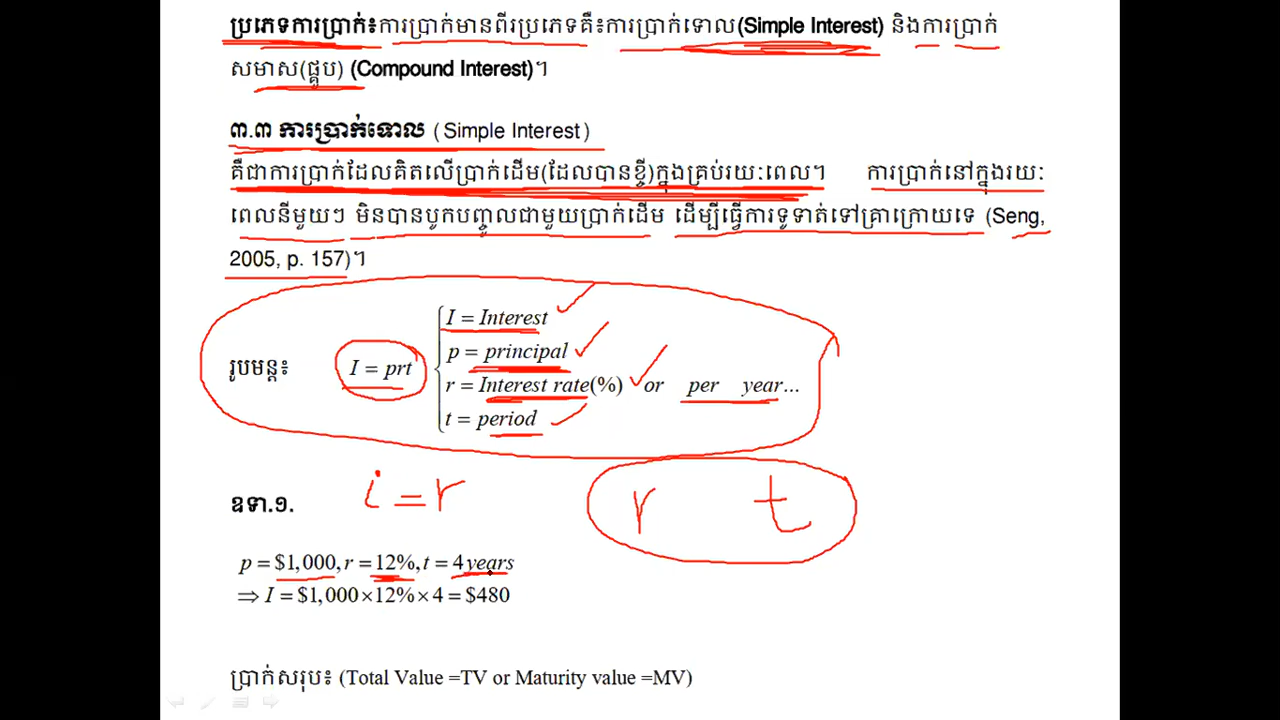 ប្រភេទការប្រាក់៖ការប្រាក់មានពីរប្រភេទគឺ៖ការប្រាក់ទោល(Simple Interest) និងការប្រាក់
សមាស(ផ្គួប) (Compound Interest)។
៣.៣ ការប្រាក់ទោល (Simple Interest)
គឺជាការប្រាក់ដែលគិតលើប្រាក់ដើម(ដែលបានខ្ចី)ក្នុងគ្រប់រយៈពេល។ ការប្រាក់នៅក្នុងរយៈ
ពេលនីមួយៗ មិនបានបូកបញ្ចូលជាមួយប្រាក់ដើម ដើម្បីធ្វើការទូទាត់ទៅគ្រាក្រោយទេ (Seng,
2005, p. 157)។
I = Interest
p = principal
រូបមន្ត៖ I = prt
r = Interest rate(%) or per year...
t = period
ឧទា.១. i = r r t
p = $1,000, r = 12%, t = 4 years
⇒ I = $1,000×12%×4 = $480
ប្រាក់សរុប៖ (Total Value =TV or Maturity value =MV)